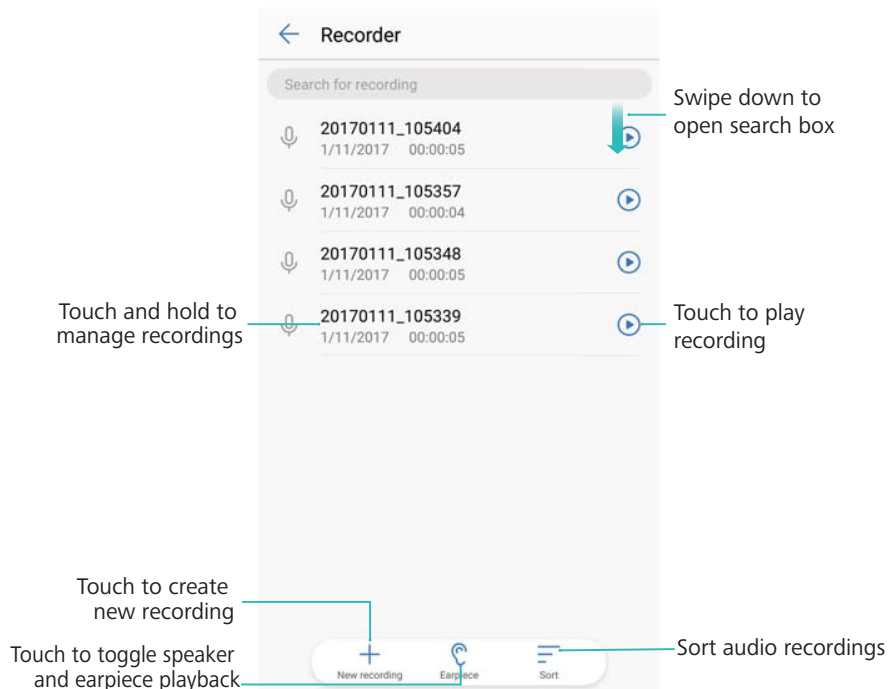 Recorder
Search for recording
Swipe down to
open search box
20170111_105404
1/11/2017 00:00:05
20170111_105357
1/11/2017 00:00:04
20170111_105348
1/11/2017 00:00:05
Touch and hold to
manage recordings
20170111_105339
1/11/2017 00:00:05
Touch to play
recording
Touch to create
new recording
Touch to toggle speaker
and earpiece playback
New recording
Earpiece
Sort
Sort audio recordings